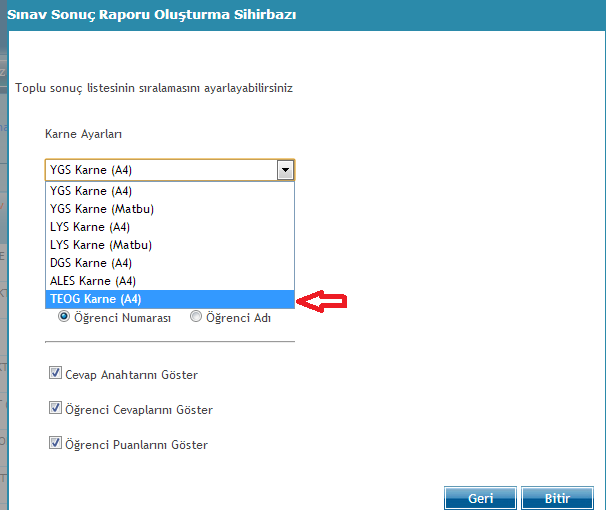 Sınav Sonuç Raporu Oluşturma Sihirbazı
Toplu sonuç listesinin sıralamasını ayarlayabilirsiniz
Karne Ayarları
YGS Karne (A4)
YGS Karne (A4)
YGS Karne (Matbu)
LYS Karne (A4)
LYS Karne (Matbu)
DGS Karne (A4)
ALES Karne (A4)
TEOG Karne (A4)
Öğrenci Numarası Öğrenci Adı
Cevap Anahtarını Göster
Öğrenci Cevaplarını Göster
Öğrenci Puanlarını Göster
Geri Bitir